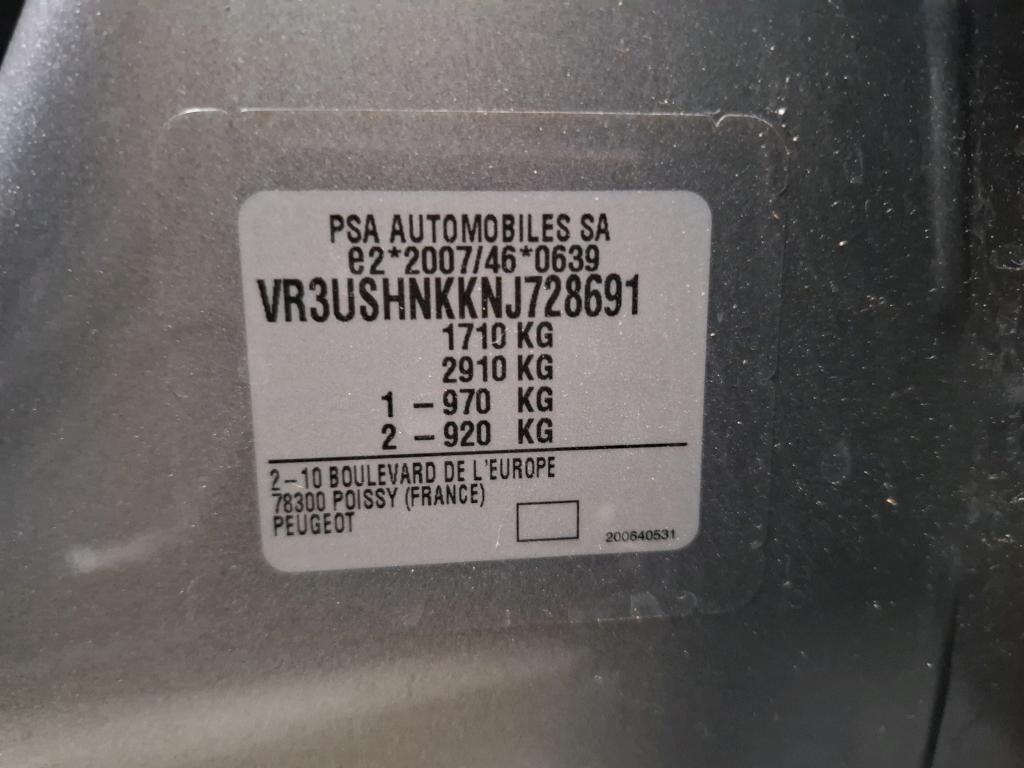 PSA AUTOMOBILES SA
e2*2007/46*0639
VR3USHNKKNJ728691
1710 KG
2910 KG
1 – 970 KG
2 – 920 KG
2–10 BOULEVARD DE L'EUROPE
78300 POISSY (FRANCE)
PEUGEOT
200640531